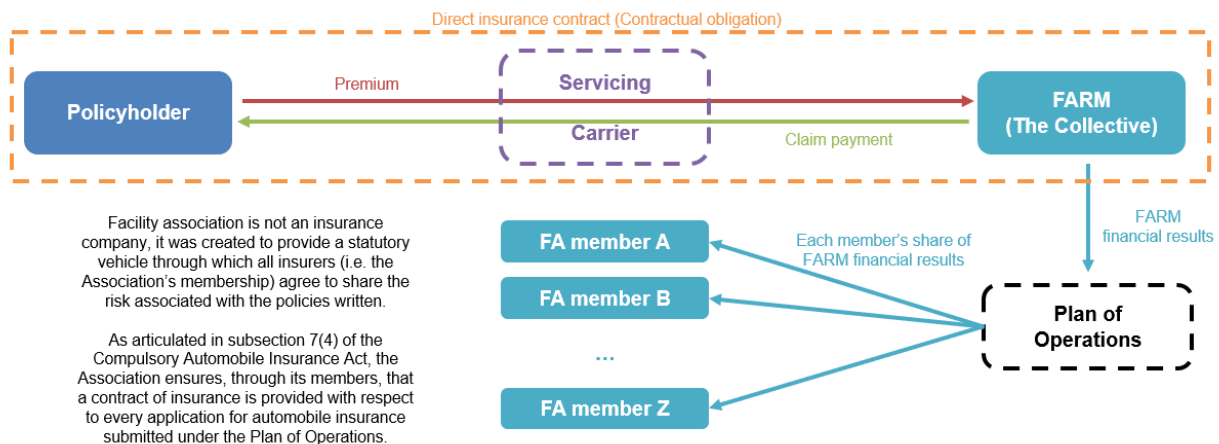 Direct insurance contract (Contractual obligation)
Policyholder
Premium
Servicing
Carrier
Claim payment
FARM
(The Collective)
FARM
financial results
Facility association is not an insurance
company, it was created to provide a statutory
vehicle through which all insurers (i.e. the
Association's membership) agree to share the
risk associated with the policies written.
As articulated in subsection 7(4) of the
Compulsory Automobile Insurance Act, the
Association ensures, through its members, that
a contract of insurance is provided with respect
to every application for automobile insurance
submitted under the Plan of Operations.
FA member A
FA member B
...
FA member Z
Each member's share of
FARM financial results
Plan of
Operations